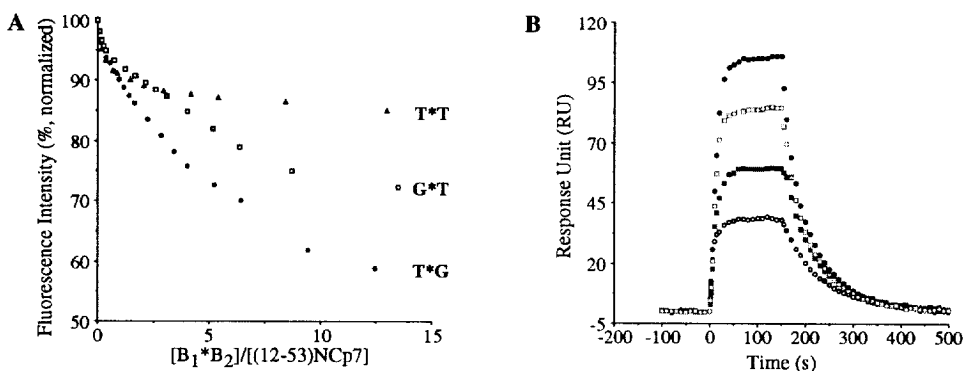 A
Fluorescence Intensity (%, normalized)
100
90
80
70
60
50
0
5
10
15
T*T
G*T
T*G
[B₁*B₂]/[(12-53)NCp7]
B
Response Unit (RU)
120
95
70
45
20
-5
-200
-100
0
100
200
300
400
500
Time (s)